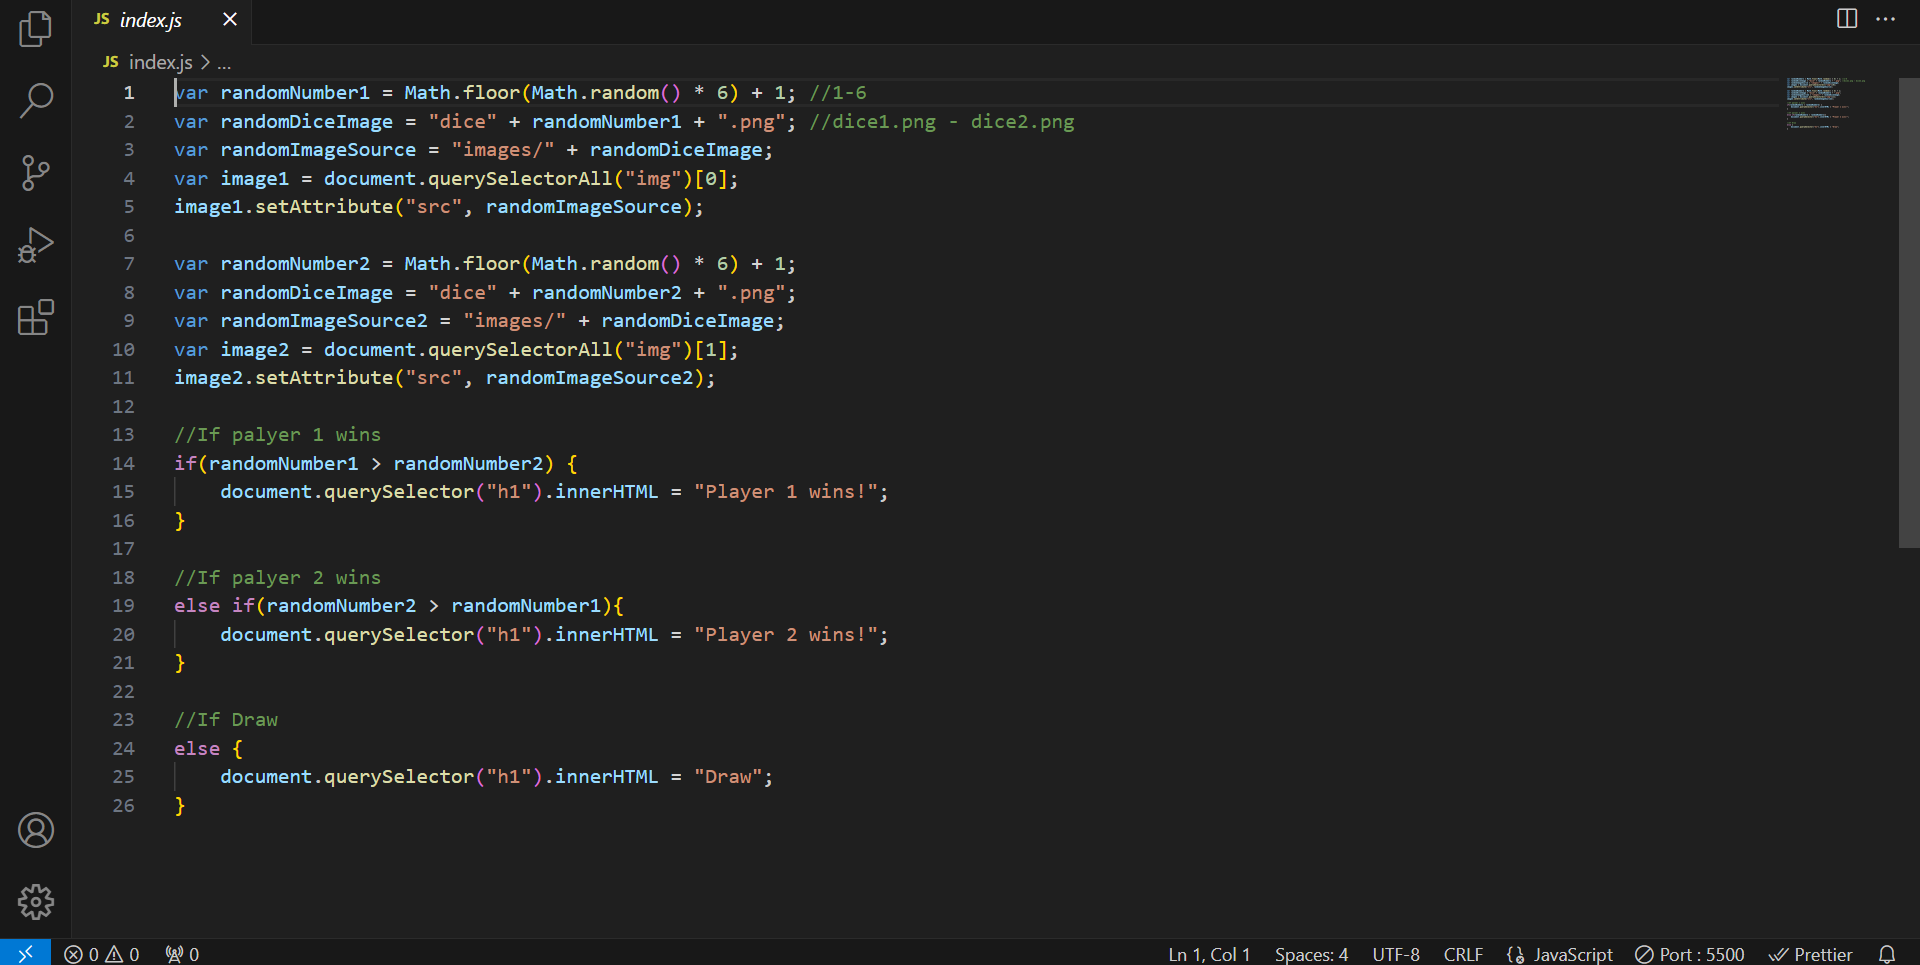 JS index.js
JS index.js > ...
1 var randomNumber1 = Math.floor(Math.random() * 6) + 1; //1-6
2 var randomDiceImage = "dice" + randomNumber1 + ".png"; //dice1.png - dice2.png
3 var randomImageSource = "images/" + randomDiceImage;
4 var image1 = document.querySelectorAll("img")[0];
5 image1.setAttribute("src", randomImageSource);
6
7 var randomNumber2 = Math.floor(Math.random() * 6) + 1;
8 var randomDiceImage = "dice" + randomNumber2 + ".png";
9 var randomImageSource2 = "images/" + randomDiceImage;
10 var image2 = document.querySelectorAll("img")[1];
11 image2.setAttribute("src", randomImageSource2);
12
13 //If palyer 1 wins
14 if(randomNumber1 > randomNumber2) {
15 document.querySelector("h1").innerHTML = "Player 1 wins!";
16 }
17
18 //If palyer 2 wins
19 else if(randomNumber2 > randomNumber1){
20 document.querySelector("h1").innerHTML = "Player 2 wins!";
21 }
22
23 //If Draw
24 else {
25 document.querySelector("h1").innerHTML = "Draw";
26 }
0 0 0 Ln 1, Col 1 Spaces: 4 UTF-8 CRLF JavaScript Port : 5500 Prettier